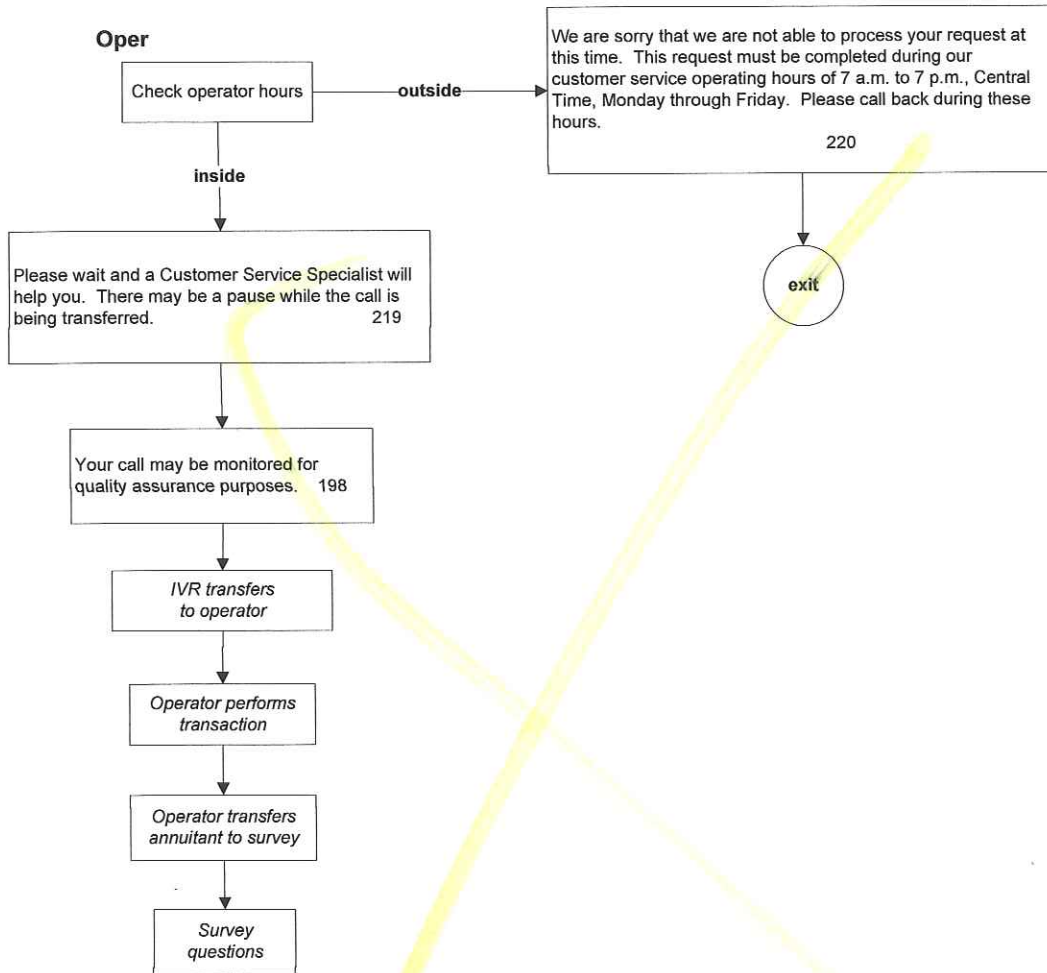 Oper
Check operator hours
outside
We are sorry that we are not able to process your request at
this time. This request must be completed during our
customer service operating hours of 7 a.m. to 7 p.m., Central
Time, Monday through Friday. Please call back during these
hours.
220
inside
exit
Please wait and a Customer Service Specialist will
help you. There may be a pause while the call is
being transferred. 219
Your call may be monitored for
quality assurance purposes. 198
IVR transfers
to operator
Operator performs
transaction
Operator transfers
annuitant to survey
Survey
questions